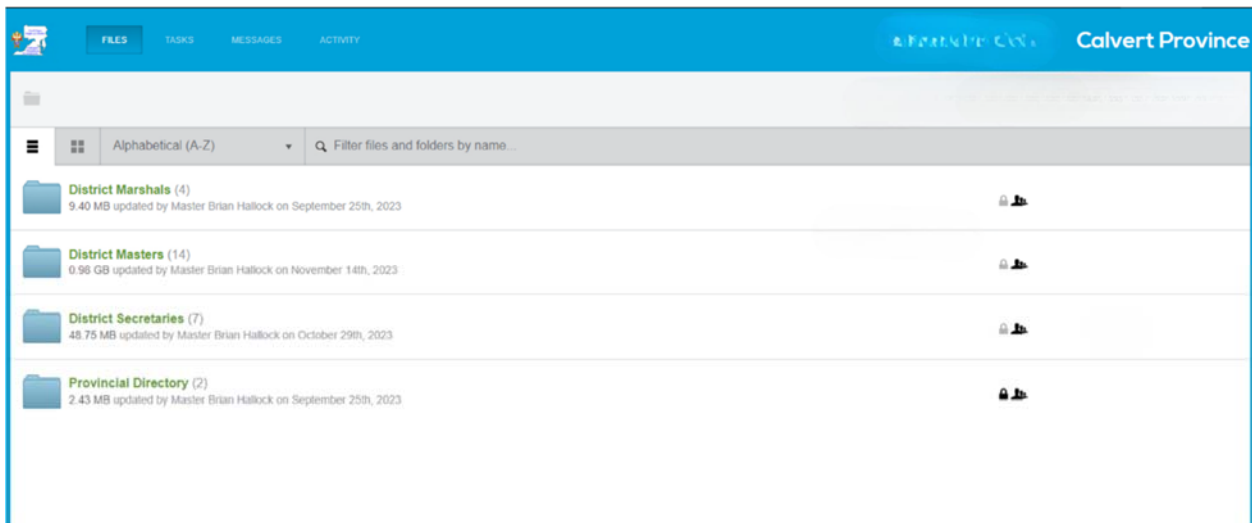 FILES
TASKS
MESSAGES
ACTIVITY
Calvert Province
Alphabetical (A-Z)
Filter files and folders by name...
District Marshals (4)
9.40 MB updated by Master Brian Hallock on September 25th, 2023
District Masters (14)
0.98 GB updated by Master Brian Hallock on November 14th, 2023
District Secretaries (7)
48.75 MB updated by Master Brian Hallock on October 29th, 2023
Provincial Directory (2)
2.43 MB updated by Master Brian Hallock on September 25th, 2023